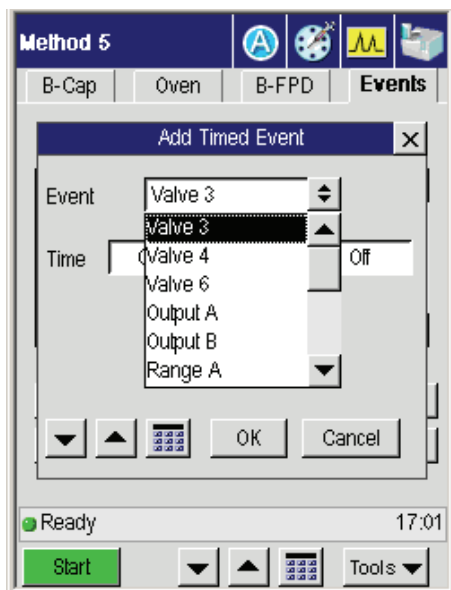 Method 5
B-Cap Oven B-FPD Events
Add Timed Event
Event Valve 3
Valve 3
Time Valve 4 Off
Valve 6
Output A
Output B
Range A
OK Cancel
Ready 17:01
Start Tools